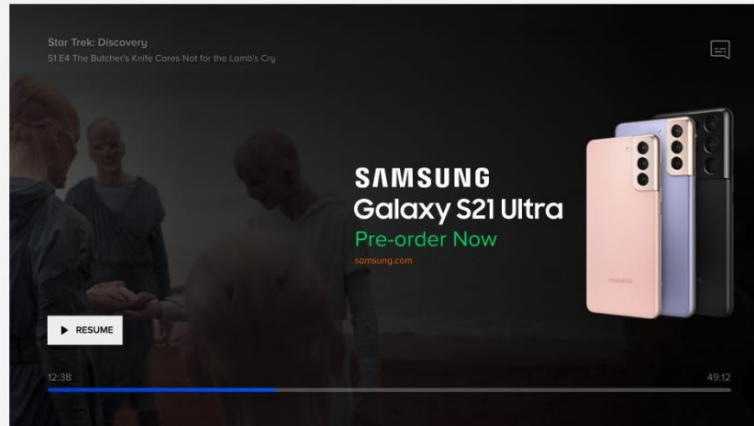 Star Trek: Discovery
S1 E4 The Butcher's Knife Cares Not for the Lamb's Cry
SAMSUNG
Galaxy S21 Ultra
Pre-order Now
samsung.com
SAMSUNG
RESUME
12:38
49:12